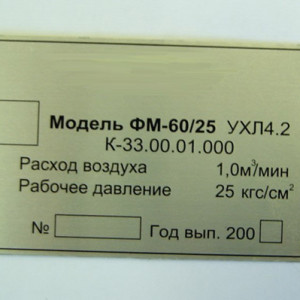 Модель ФМ-60/25 УХЛ4.2
К-33.00.01.000
Расход воздуха 1,0м³/мин
Рабочее давление 25 кгс/см²
№ Год вып. 200